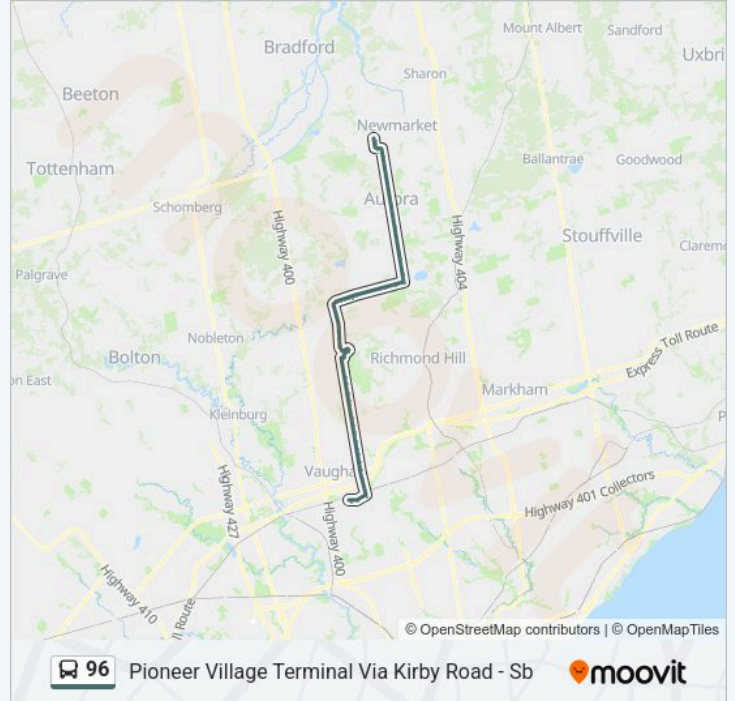 Mount Albert
Sandford
Bradford
Uxbri
Sharon
Beeton
Newmarket
Ballantrae
Goodwood
Tottenham
Aurora
Schomberg
Highway 400
Highway 404
Stouffville
Claremo
Palgrave
Nobleton
Express Toll Route
Bolton
Richmond Hill
on East
Markham
Kleinburg
P
Vaugha
Highway 427
Highway 400
Highway 401 Collectors
Highway 410
ll Route
© OpenStreetMap contributors | © OpenMapTiles
96 Pioneer Village Terminal Via Kirby Road - Sb moovit